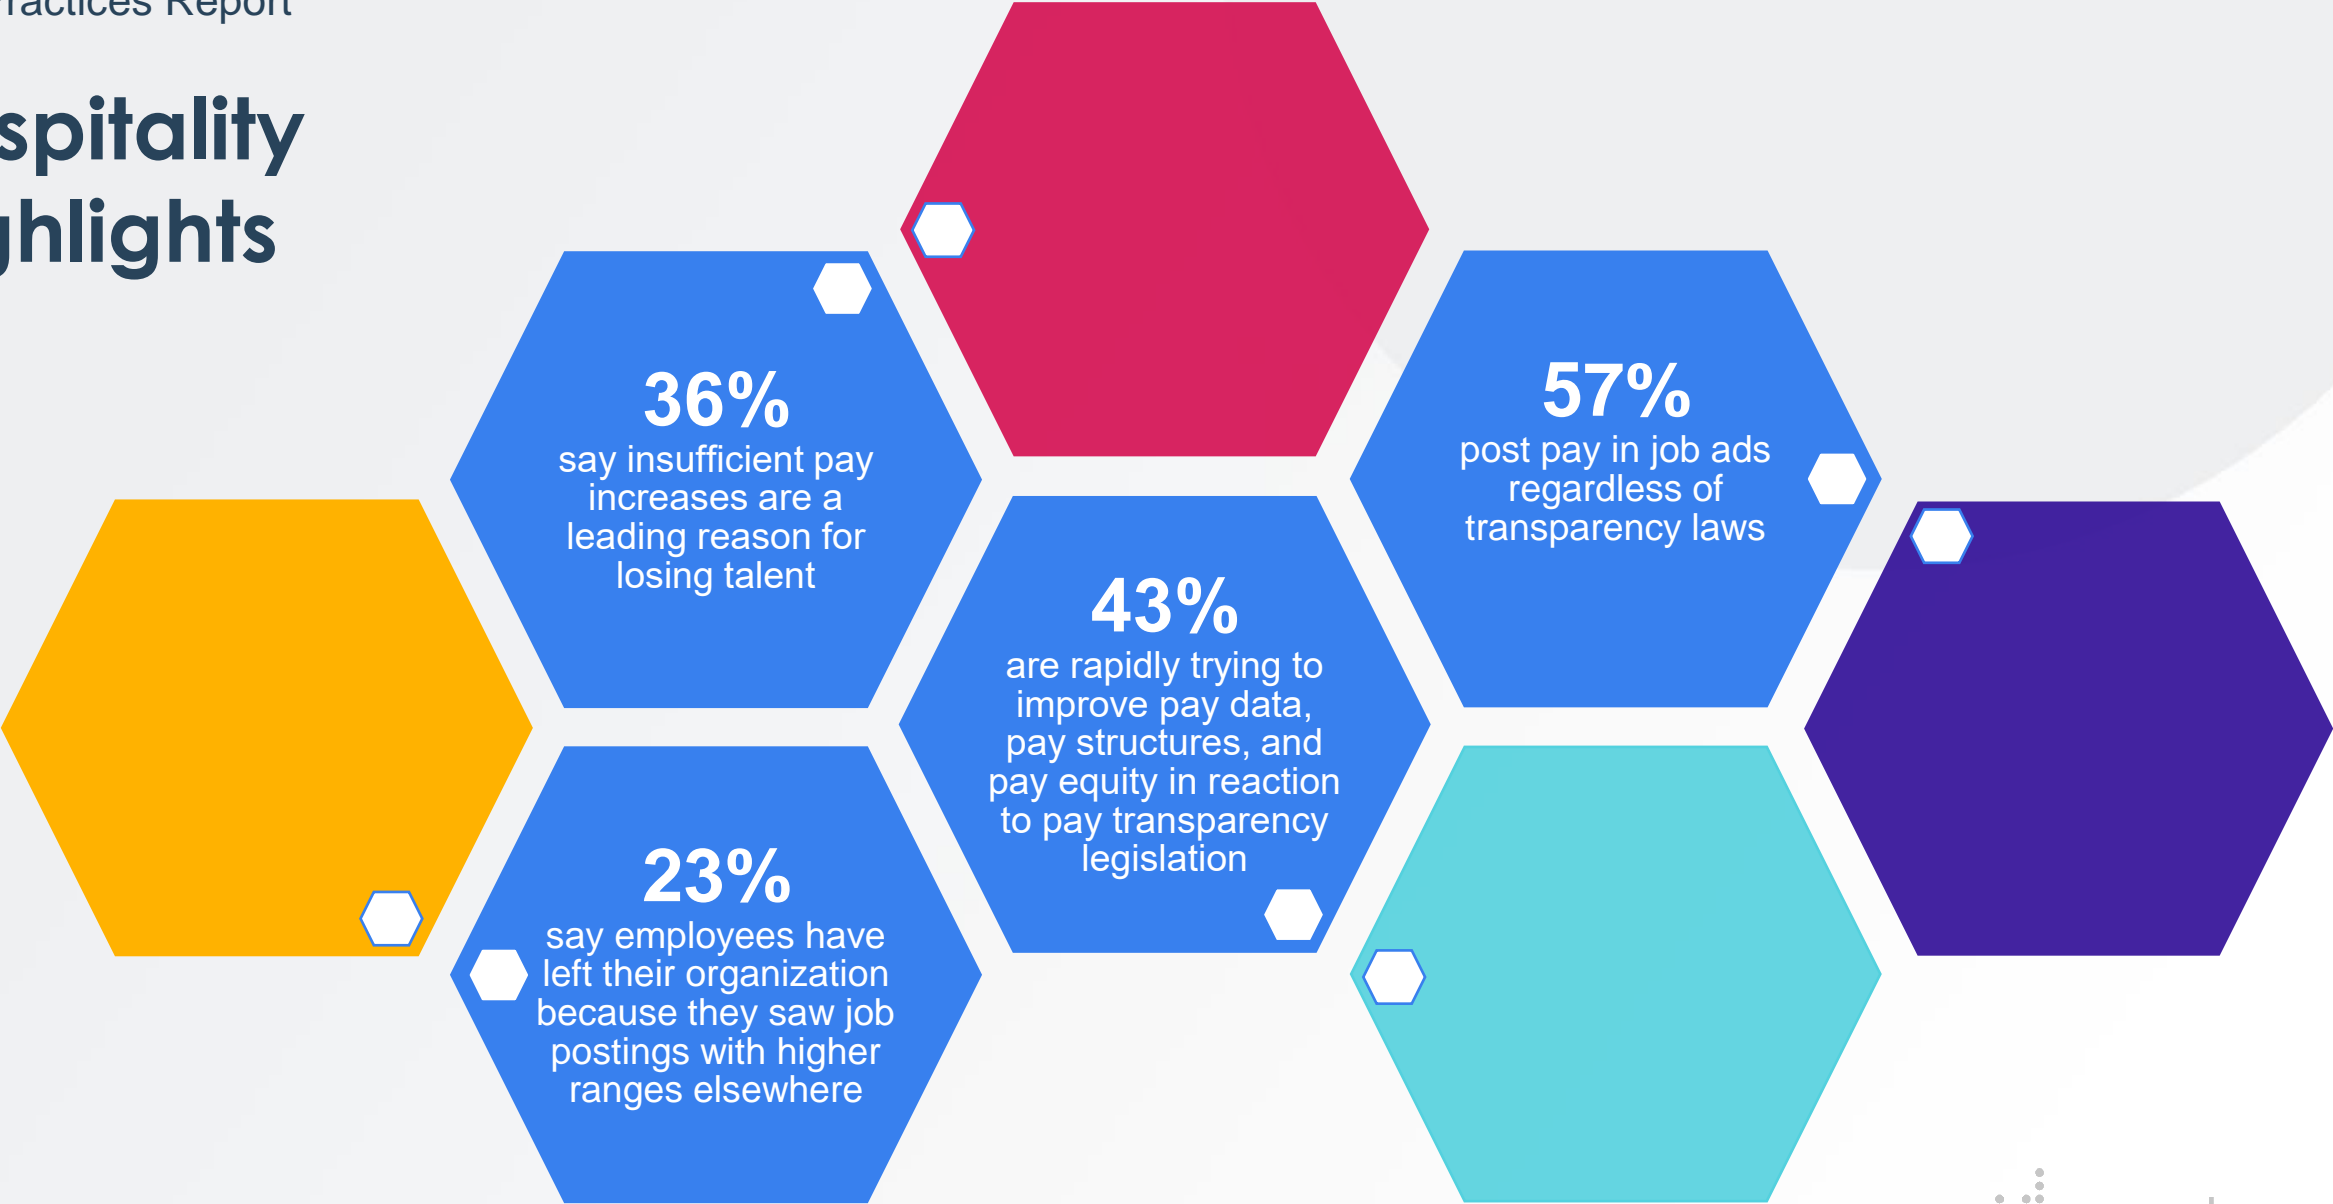 Practices Report
spitality
ghlights
36%
say insufficient pay
increases are a
leading reason for
losing talent
57%
post pay in job ads
regardless of
transparency laws
43%
are rapidly trying to
improve pay data,
pay structures, and
pay equity in reaction
to pay transparency
legislation
23%
say employees have
left their organization
because they saw job
postings with higher
ranges elsewhere